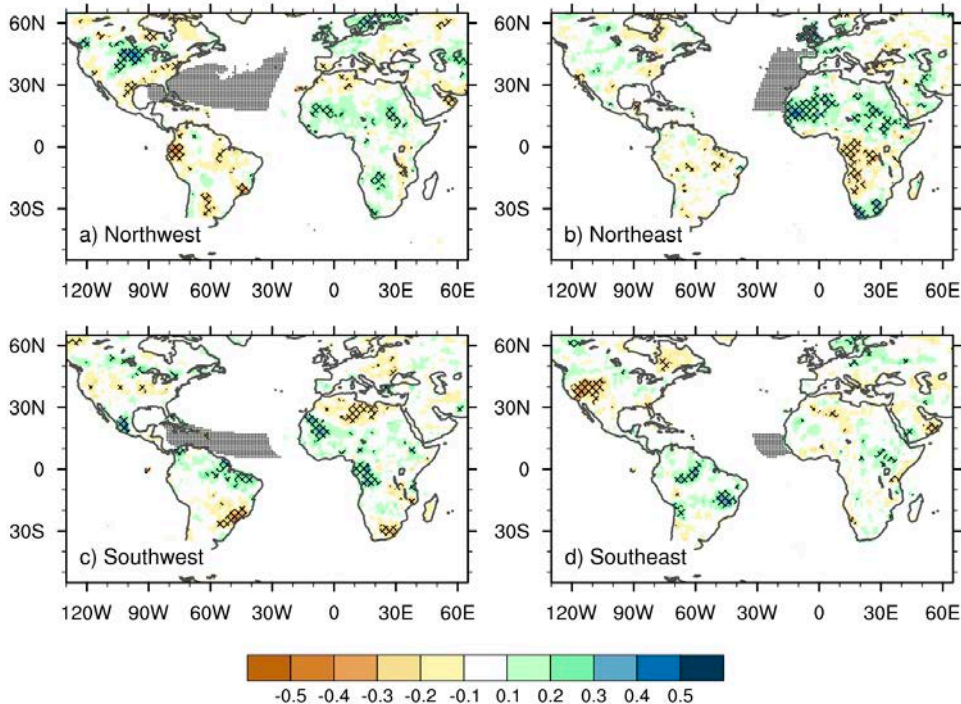 60N 60N
30N 30N
0 0
30S 30S
a) Northwest b) Northeast
120W 90W 60W 30W 0 30E 60E 120W 90W 60W 30W 0 30E 60E
60N 60N
30N 30N
0 0
30S 30S
c) Southwest d) Southeast
120W 90W 60W 30W 0 30E 60E 120W 90W 60W 30W 0 30E 60E
-0.5 -0.4 -0.3 -0.2 -0.1 0.1 0.2 0.3 0.4 0.5